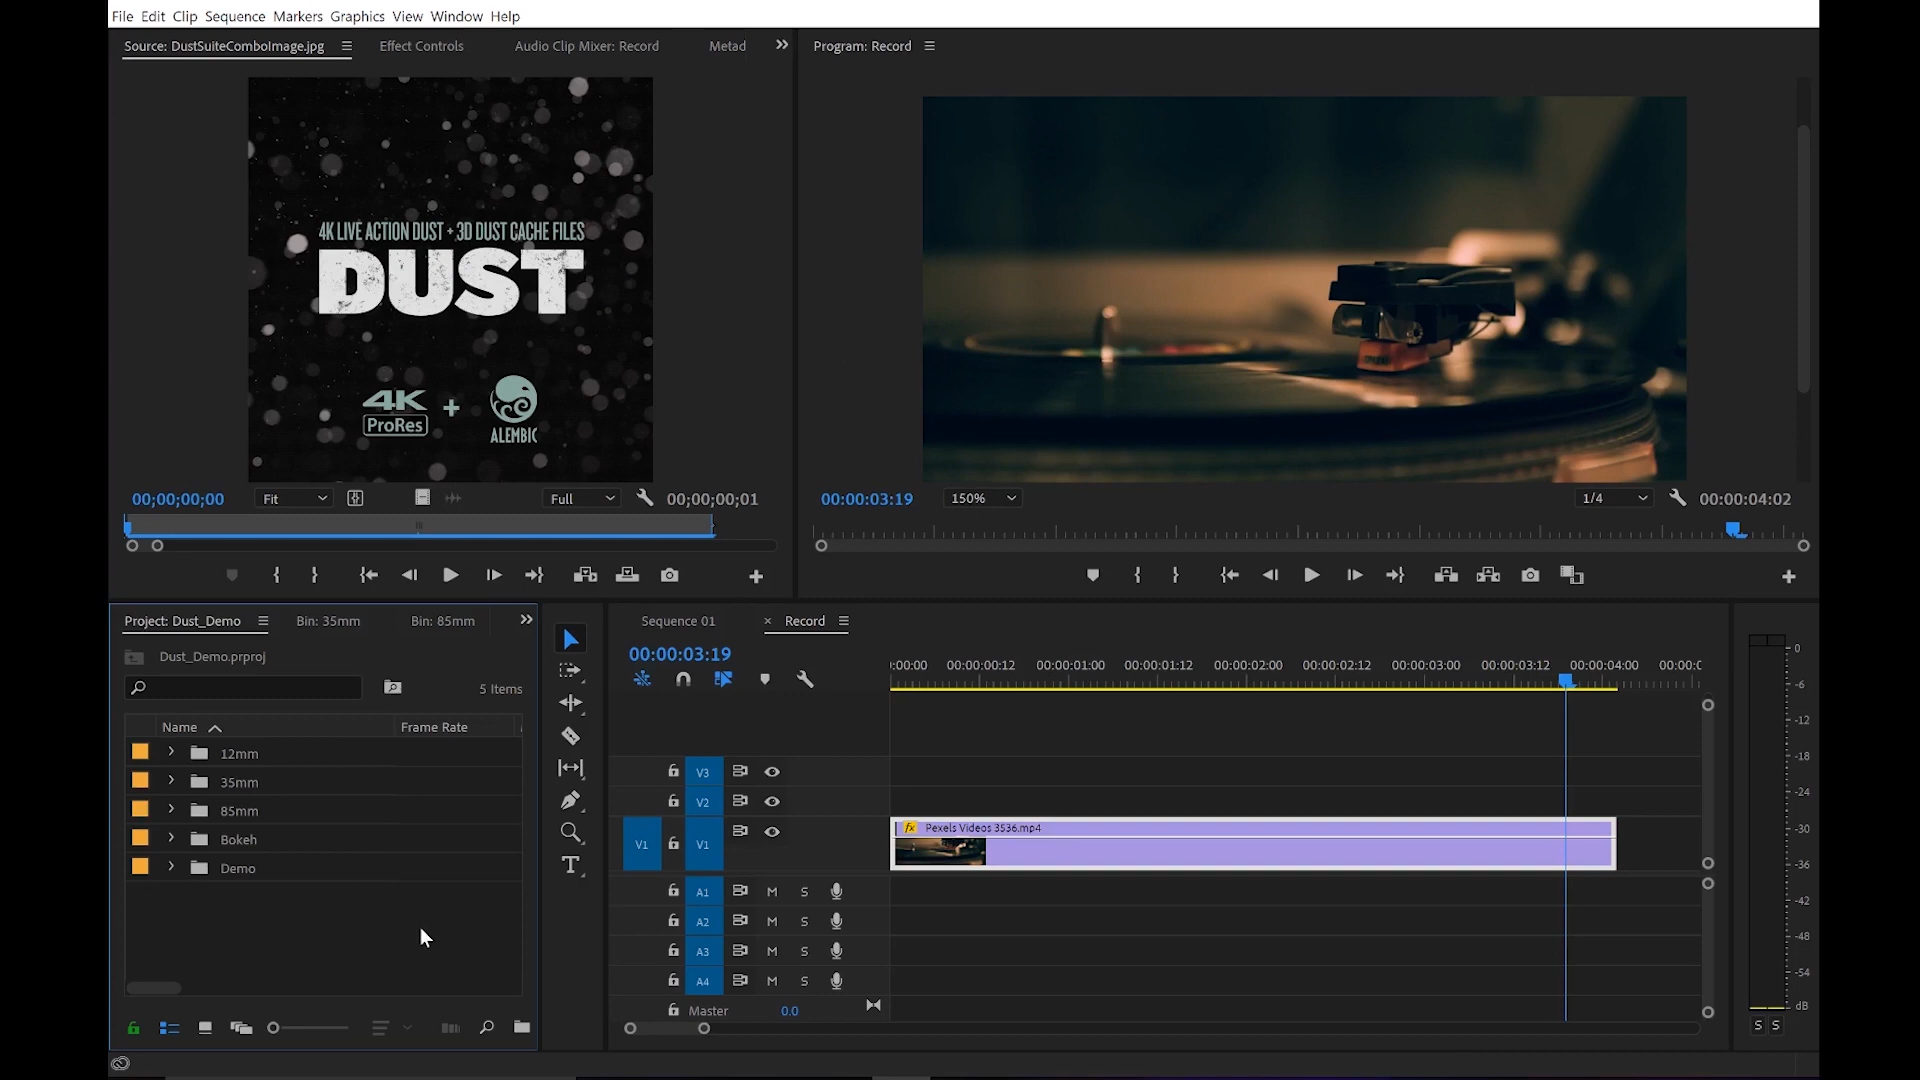 File Edit Clip Sequence Markers Graphics View Window Help
Source: DustSuiteComboImage.jpg Effect Controls Audio Clip Mixer: Record Metad
Program: Record
4K LIVE ACTION DUST + 3D DUST CACHE FILES
DUST
4K
ProRes
+
ALEMBIC
00;00;00;00 Fit Full 00;00;00;01
00:00:03:19 150% 1/4 00:00:04:02
Project: Dust_Demo Bin: 35mm Bin: 85mm
Dust_Demo.prproj
5 Items
Name Frame Rate
12mm
35mm
85mm
Bokeh
Demo
Sequence 01 × Record
00:00:03:19
:00:00 00:00:00:12 00:00:01:00 00:00:01:12 00:00:02:00 00:00:02:12 00:00:03:00 00:00:03:12 00:00:04:00 00:00:0
V3
V2
V1 V1
fx Pexels Videos 3536.mp4
A1 M S
A2 M S
A3 M S
A4 M S
Master 0.0
0
-6
-12
-18
-24
-30
-36
-42
-48
-54
dB
S S